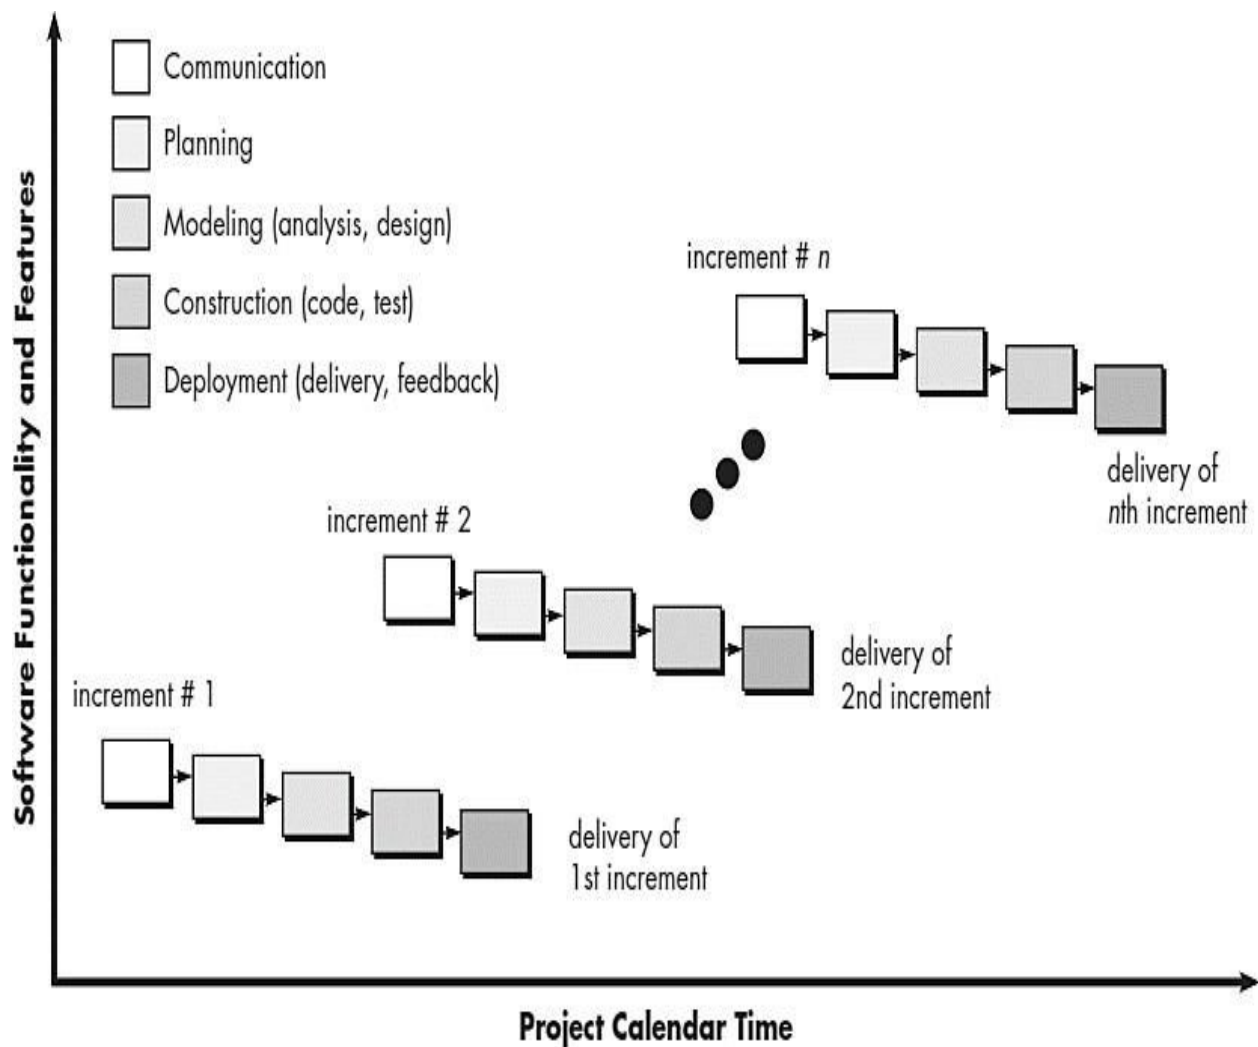 Software Functionality and Features
Communication
Planning
Modeling (analysis, design)
Construction (code, test)
Deployment (delivery, feedback)
increment # n
delivery of
nth increment
increment # 2
delivery of
2nd increment
increment # 1
delivery of
1st increment
Project Calendar Time